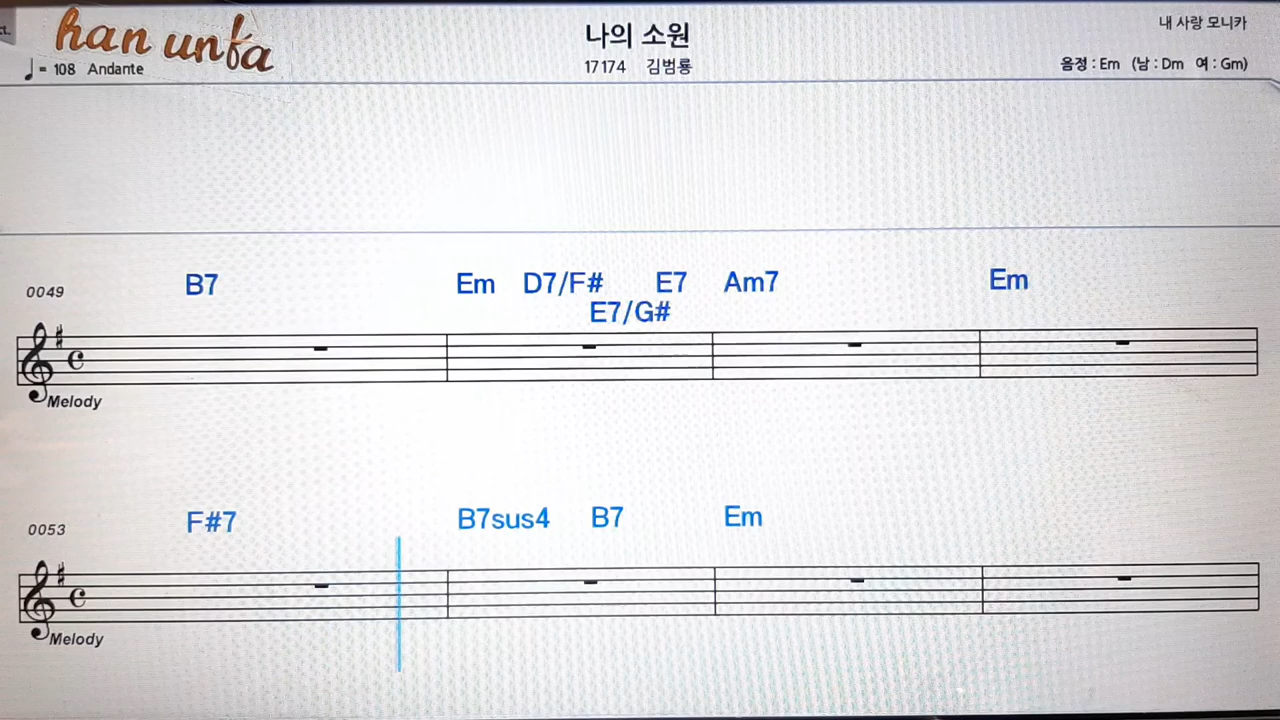 han unfa
나의 소원
내 사랑 모니카
♩ = 108 Andante
17174 김범룡
음정 : Em (남 : Dm 여 : Gm)
0049
B7 Em D7/F# E7 Am7 Em
E7/G#
Melody
0053
F#7 B7sus4 B7 Em
Melody